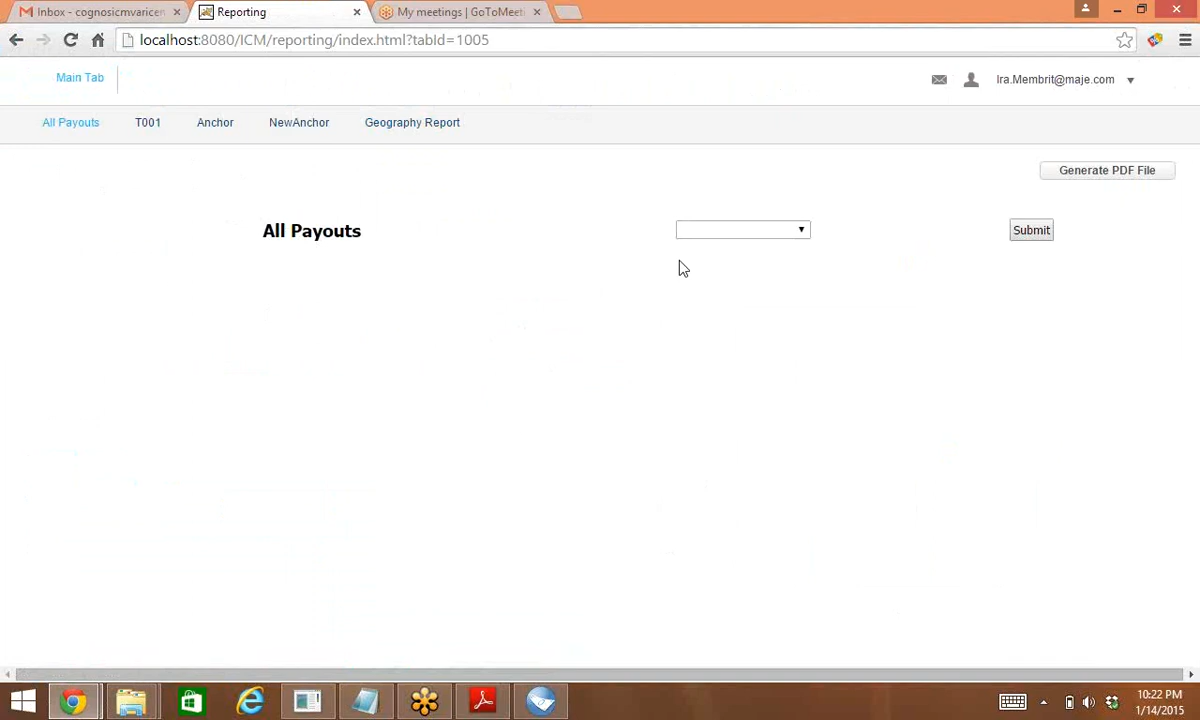 Inbox - cognosicmvaricen
Reporting
My meetings | GoToMeeti
localhost:8080/ICM/reporting/index.html?tabId=1005
Main Tab
Ira.Membrit@maje.com
All Payouts
T001
Anchor
NewAnchor
Geography Report
Generate PDF File
All Payouts
Submit
10:22 PM
1/14/2015